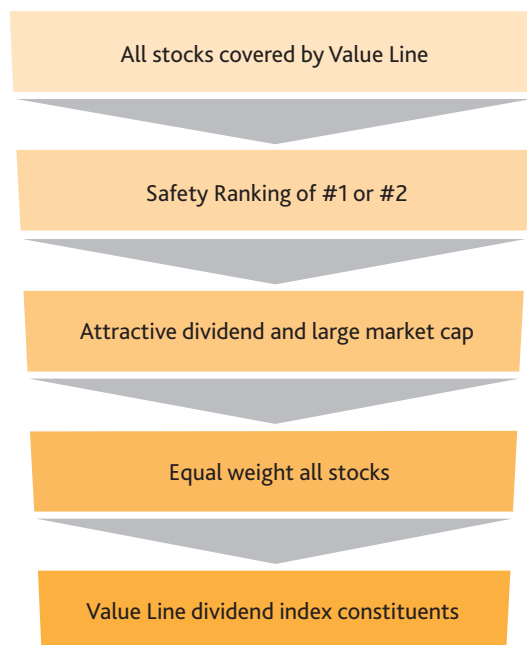 All stocks covered by Value Line
Safety Ranking of #1 or #2
Attractive dividend and large market cap
Equal weight all stocks
Value Line dividend index constituents